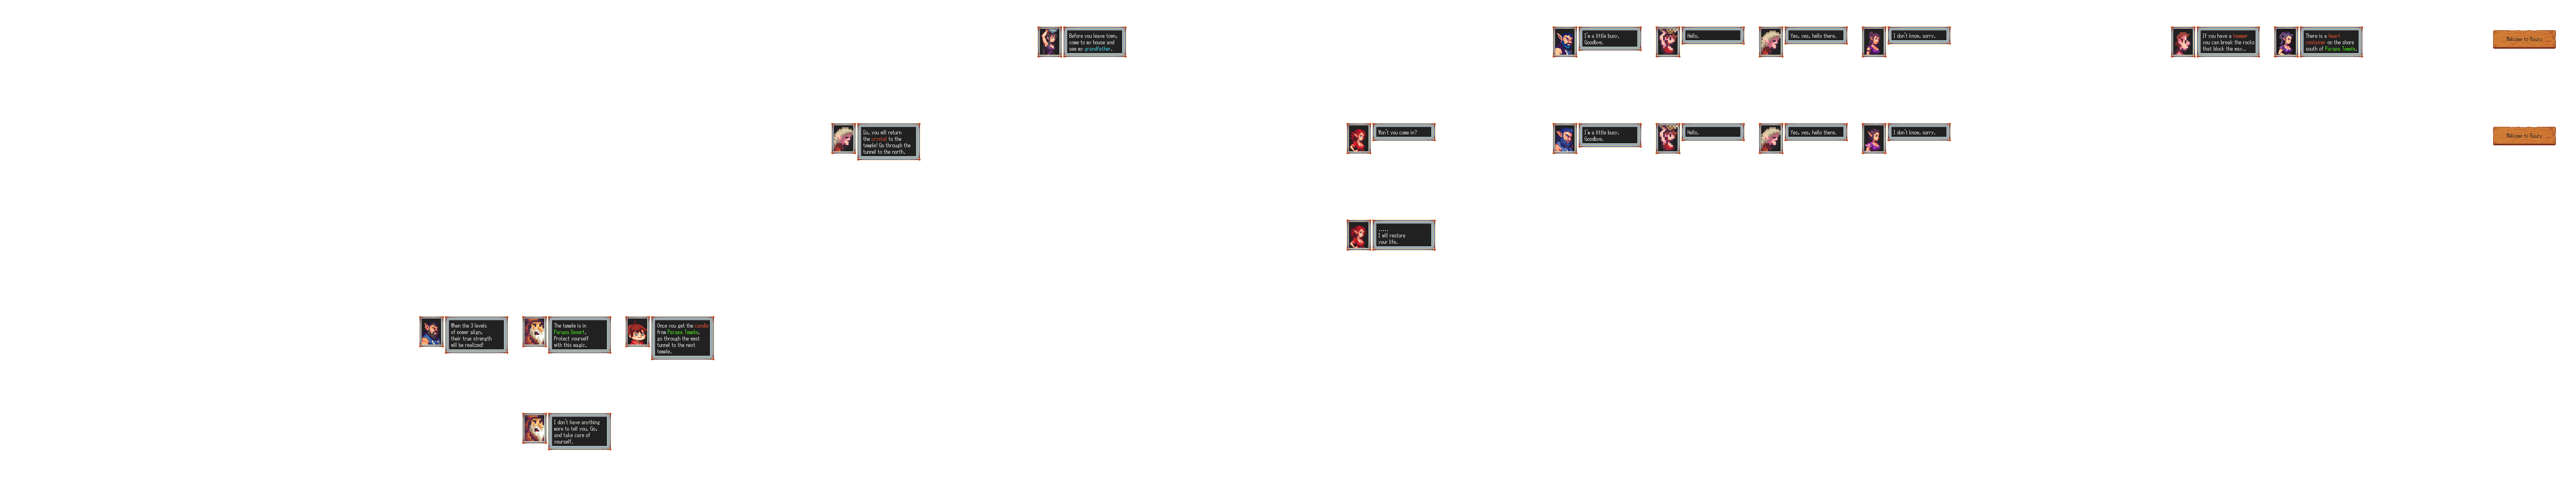 Before you leave town,
come to my house and
see my grandfather.
I'm a little busy.
Goodbye.
Hello.
Yes, yes, hello there.
I don't know, sorry.
If you have a hammer
you can break the rocks
that block the way..
There is a heart
container on the shore
south of Parapa Temple.
Welcome to Rauru
So, you will return
the crystal to the
temple! Go through the
tunnel to the north.
Won't you come in?
I'm a little busy.
Goodbye.
Hello.
Yes, yes, hello there.
I don't know, sorry.
Welcome to Rauru
.....
I will restore
your life.
When the 3 levels
of power align,
their true strength
will be realized!
The temple is in
Parapa Desert.
Protect yourself
with this magic.
Once you get the candle
from Parapa Temple,
go through the west
tunnel to the next
temple.
I don't have anything
more to tell you. Go,
and take care of
yourself.